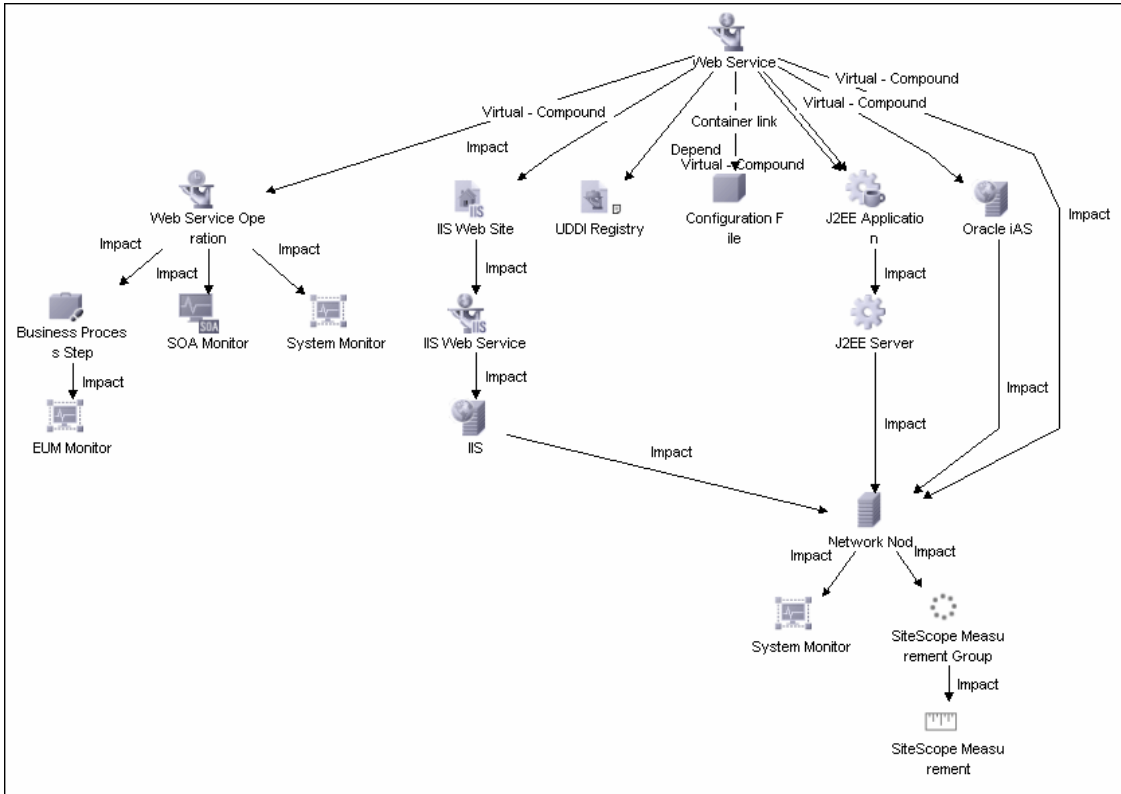 Web Service
Virtual - Compound
Virtual - Compound
Virtual - Compound
Container link
Impact
Depend
Virtual - Compound
Impact
Web Service Ope
ration
IIS Web Site
UDDI Registry
Configuration F
ile
J2EE Applicatio
n
Oracle iAS
Impact
Impact
Impact
Impact
Impact
IIS
IIS
SOA
Business Proces
s Step
SOA Monitor
System Monitor
IIS Web Service
J2EE Server
Impact
Impact
Impact
Impact
EUM Monitor
IIS
Impact
Network Nod
Impact
Impact
System Monitor
SiteScope Measu
rement Group
Impact
SiteScope Measu
rement